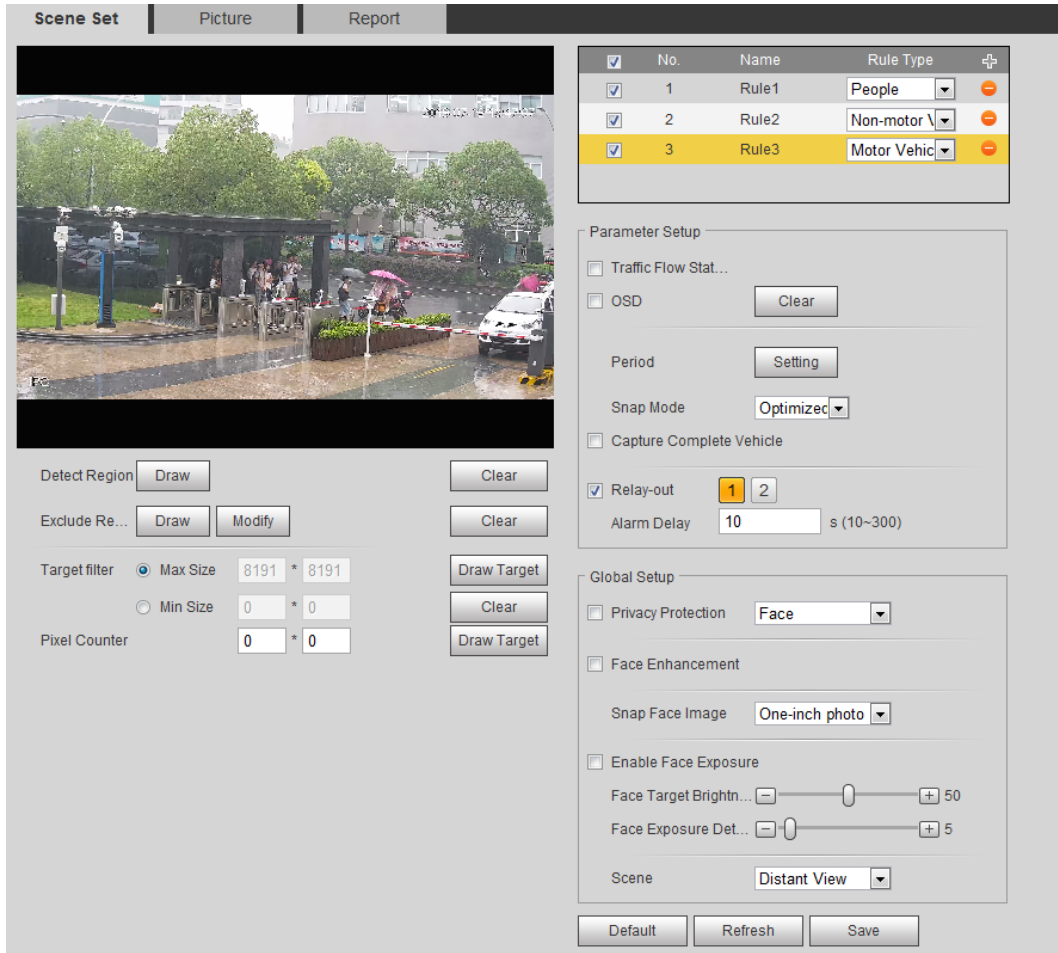 Scene Set Picture Report
No. Name Rule Type
1 Rule1 People
2 Rule2 Non-motor V
3 Rule3 Motor Vehic
IPC
Detect Region Draw Clear
Exclude Re... Draw Modify Clear
Target filter Max Size 8191 * 8191 Draw Target
Min Size 0 * 0 Clear
Pixel Counter 0 * 0 Draw Target
Parameter Setup
Traffic Flow Stat...
OSD Clear
Period Setting
Snap Mode Optimized
Capture Complete Vehicle
Relay-out 1 2
Alarm Delay 10 s (10~300)
Global Setup
Privacy Protection Face
Face Enhancement
Snap Face Image One-inch photo
Enable Face Exposure
Face Target Brightn... 50
Face Exposure Det... 5
Scene Distant View
Default Refresh Save